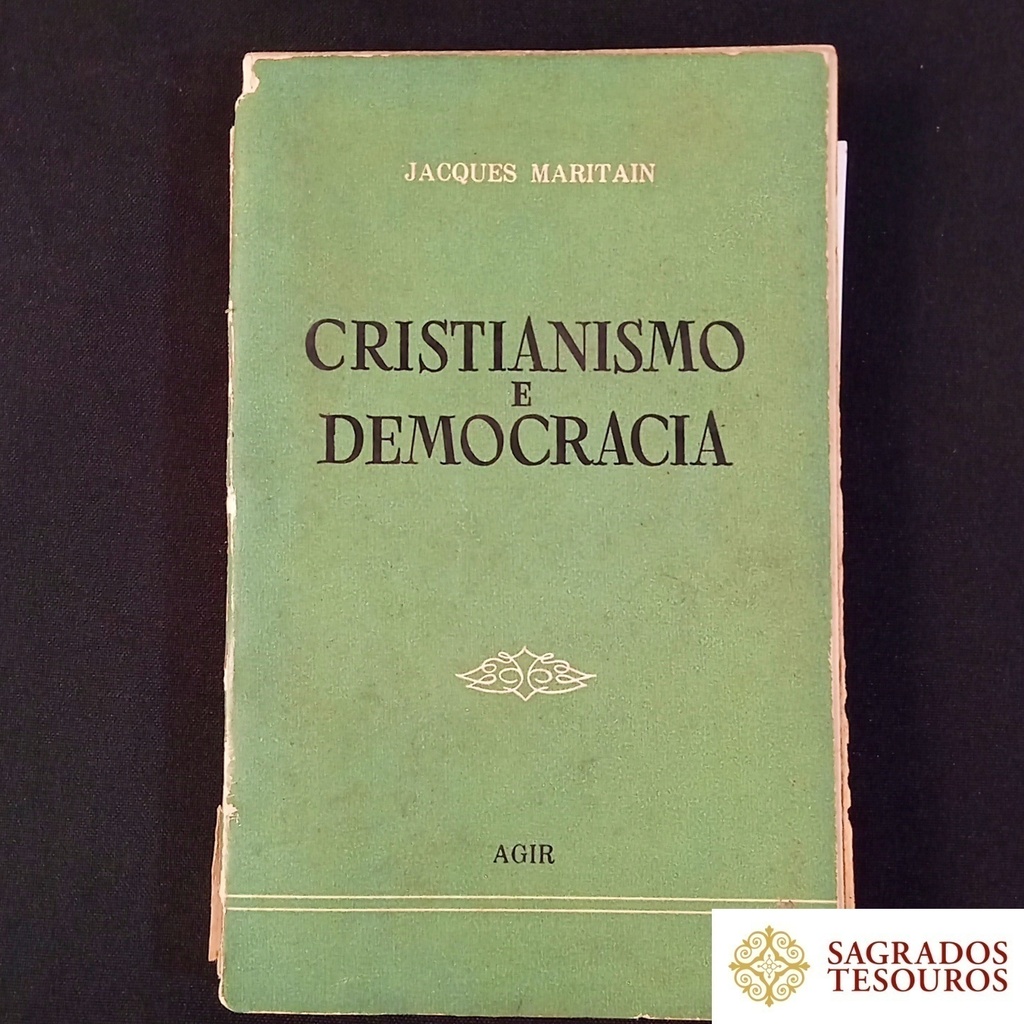 JACQUES MARITAIN
CRISTIANISMO
E
DEMOCRACIA
AGIR
SAGRADOS
TESOUROS